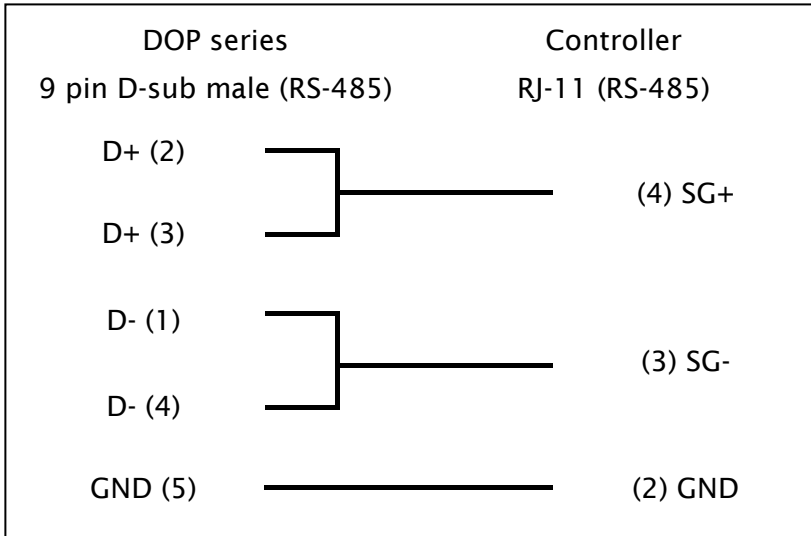 DOP series Controller
9 pin D-sub male (RS-485) RJ-11 (RS-485)
D+ (2)
(4) SG+
D+ (3)
D- (1)
(3) SG-
D- (4)
GND (5) (2) GND